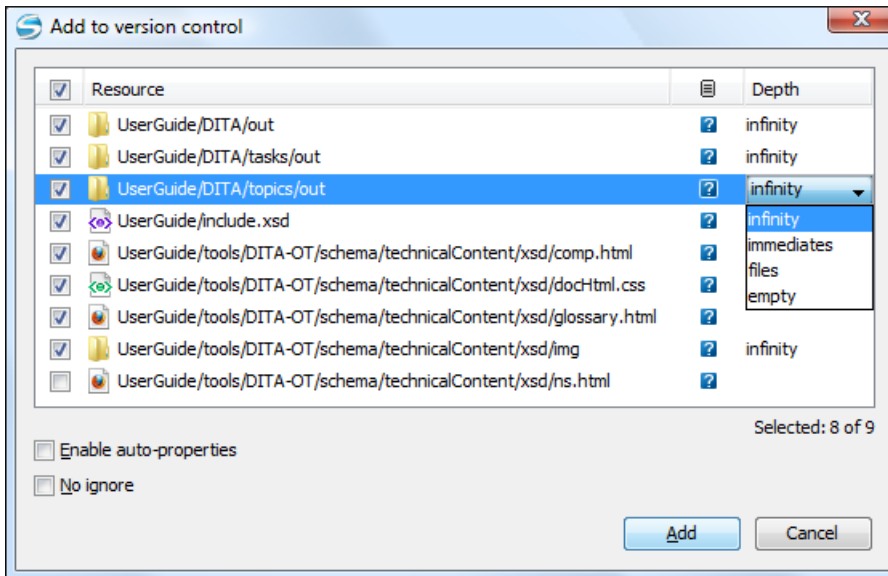 Add to version control
Resource Depth
UserGuide/DITA/out infinity
UserGuide/DITA/tasks/out infinity
UserGuide/DITA/topics/out infinity
UserGuide/include.xsd infinity
UserGuide/tools/DITA-OT/schema/technicalContent/xsd/comp.html immediates
UserGuide/tools/DITA-OT/schema/technicalContent/xsd/docHtml.css files
UserGuide/tools/DITA-OT/schema/technicalContent/xsd/glossary.html empty
UserGuide/tools/DITA-OT/schema/technicalContent/xsd/img infinity
UserGuide/tools/DITA-OT/schema/technicalContent/xsd/ns.html
Selected: 8 of 9
Enable auto-properties
No ignore
Add Cancel